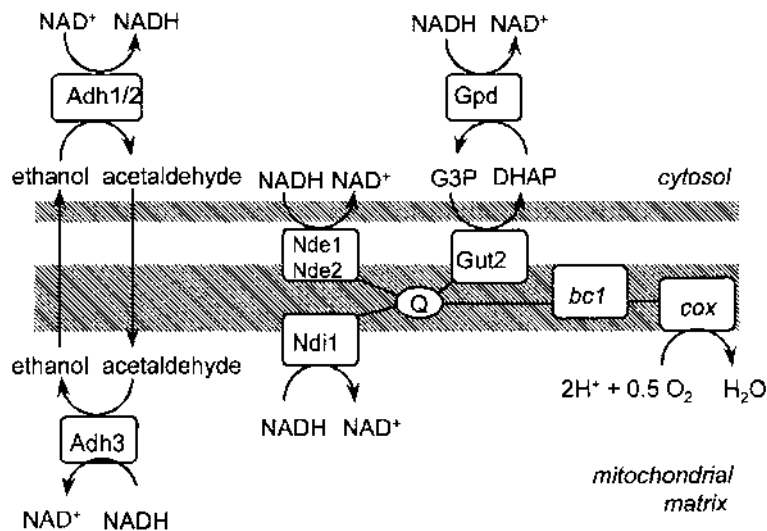 NAD⁺ NADH
NADH NAD⁺
Adh1/2
Gpd
ethanol acetaldehyde
NADH NAD⁺
G3P DHAP
cytosol
Nde1
Nde2
Gut2
Q
bc1
cox
Ndi1
ethanol acetaldehyde
2H⁺ + 0.5 O₂ H₂O
NADH NAD⁺
Adh3
mitochondrial
matrix
NAD⁺ NADH